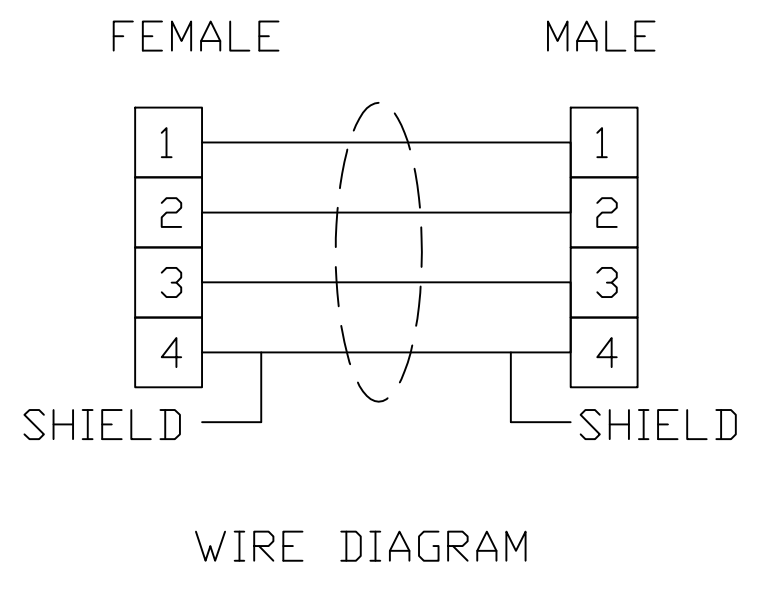 FEMALE MALE
1 1
2 2
3 3
4 4
SHIELD SHIELD
WIRE DIAGRAM